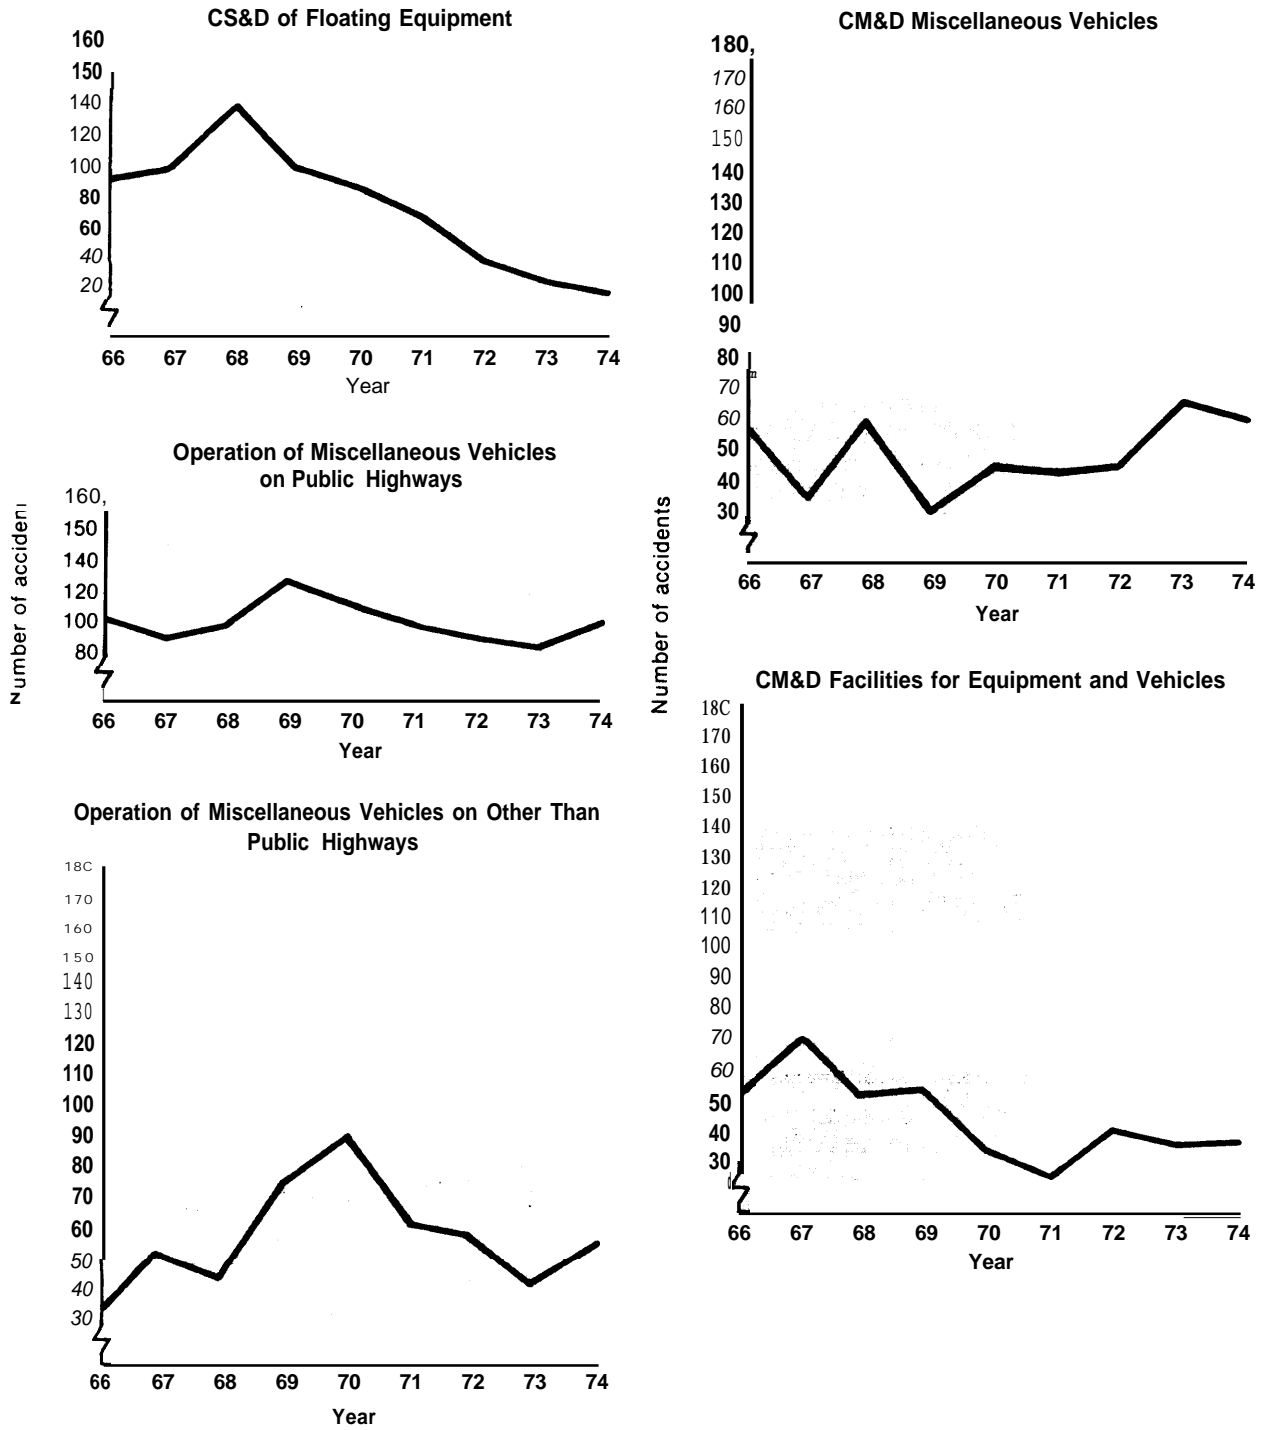 CS&D of Floating Equipment
160
150
140
120
100
80
60
40
20
66 67 68 69 70 71 72 73 74
Year
Operation of Miscellaneous Vehicles
on Public Highways
Number of acciden
160,
150
140
120
100
80
66 67 68 69 70 71 72 73 74
Year
Operation of Miscellaneous Vehicles on Other Than
Public Highways
18C
170
160
150
140
130
120
110
100
90
80
70
60
50
40
30
66 67 68 69 70 71 72 73 74
Year
CM&D Miscellaneous Vehicles
180,
170
160
150
140
130
120
110
100
90
80
70
60
50
40
30
66 67 68 69 70 71 72 73 74
Year
Number of accidents
CM&D Facilities for Equipment and Vehicles
18C
170
160
150
140
130
120
110
100
90
80
70
60
50
40
30
66 67 68 69 70 71 72 73 74
Year